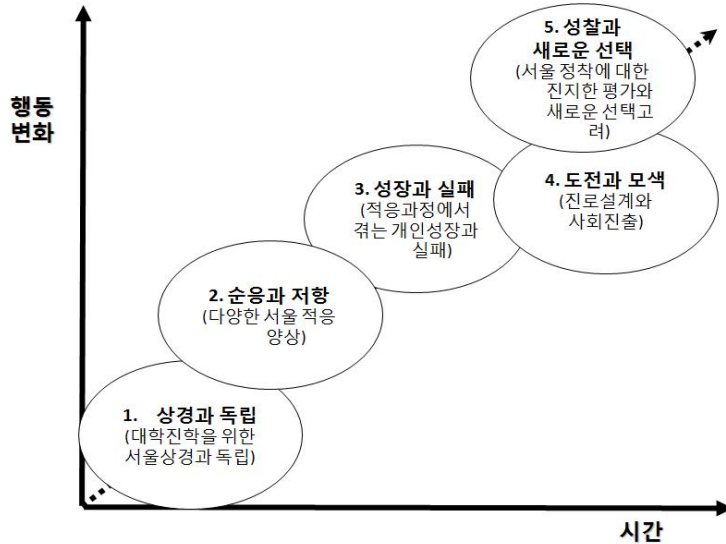 행동
변화
5. 성찰과
새로운 선택
(서울 정착에 대한
진지한 평가와
새로운 선택고
려)
3. 성장과 실패
(적응과정에서
겪는 개인성장과
실패)
4. 도전과 모색
(진로설계와
사회진출)
2. 순응과 저항
(다양한 서울 적응
양상)
1. 상경과 독립
(대학진학을 위한
서울상경과 독립)
시간